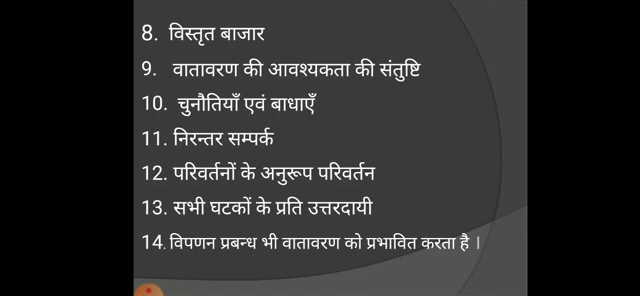 8. विस्तृत बाजार
9. वातावरण की आवश्यकता की संतुष्टि
10. चुनौतियाँ एवं बाधाएँ
11. निरन्तर सम्पर्क
12. परिवर्तनों के अनुरूप परिवर्तन
13. सभी घटकों के प्रति उत्तरदायी
14. विपणन प्रबन्ध भी वातावरण को प्रभावित करता है ।